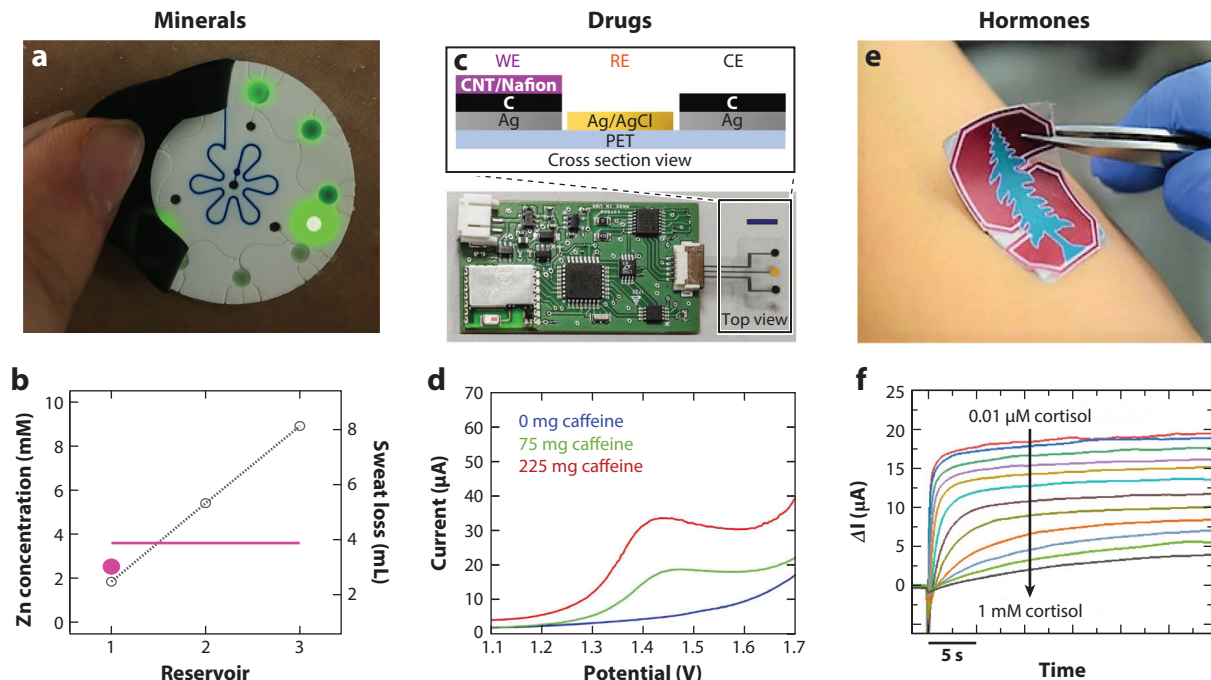 Minerals
Drugs
Hormones
a
c
WE
RE
CE
CNT/Nafion
C
C
Ag
Ag/AgCl
Ag
PET
Cross section view
Top view
e
b
Zn concentration (mM)
10
8
6
4
2
0
8
6
4
2
Sweat loss (mL)
1
2
3
Reservoir
d
Current (µA)
70
60
50
40
30
20
10
0
0 mg caffeine
75 mg caffeine
225 mg caffeine
1.1
1.2
1.3
1.4
1.5
1.6
1.7
Potential (V)
f
ΔI (µA)
25
20
15
10
5
0
0.01 µM cortisol
1 mM cortisol
5 s
Time